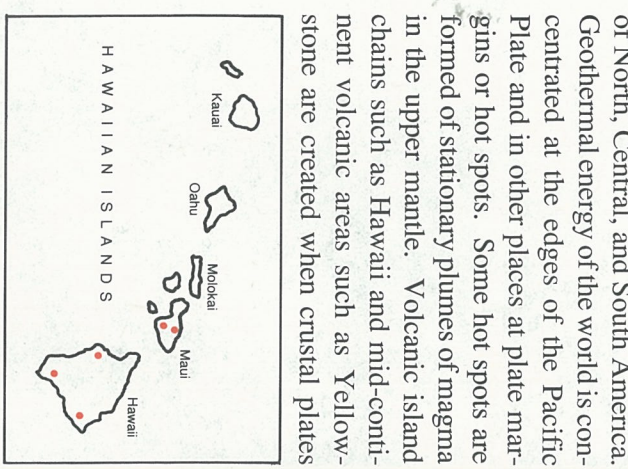 of North, Central, and South America.
Geothermal energy of the world is con-
centrated at the edges of the Pacific
Plate and in other places at plate mar-
gins or hot spots. Some hot spots are
formed of stationary plumes of magma
in the upper mantle. Volcanic island
chains such as Hawaii and mid-conti-
nent volcanic areas such as Yellow-
stone are created when crustal plates
Kauai
Oahu
Molokai
Maui
Hawaii
HAWAIIAN ISLANDS